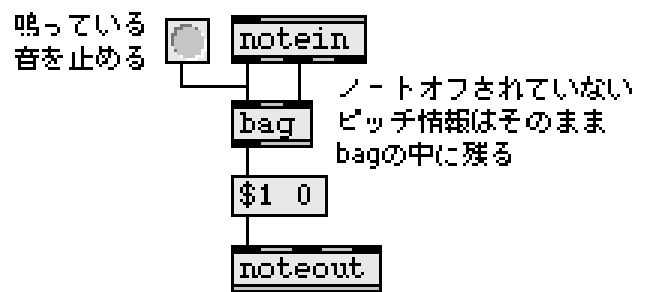 鳴っている
音を止める
notein
ノートオフされていない
ピッチ情報はそのまま
bagの中に残る
bag
$1 0
noteout